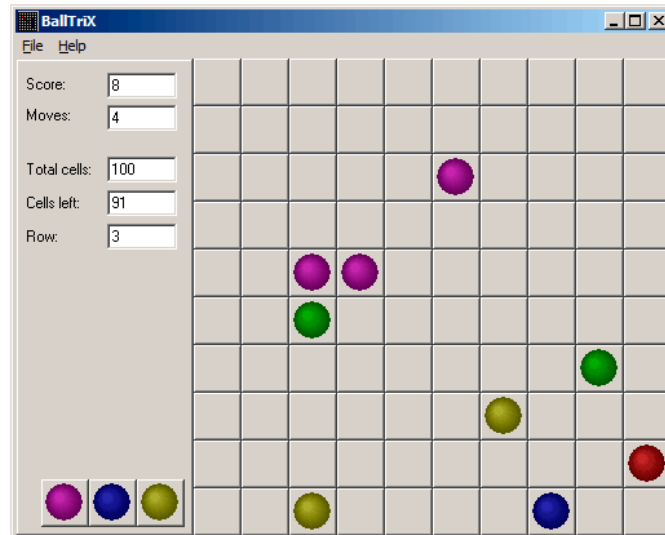 BallTriX
File Help
Score: 8
Moves: 4
Total cells: 100
Cells left: 91
Row: 3